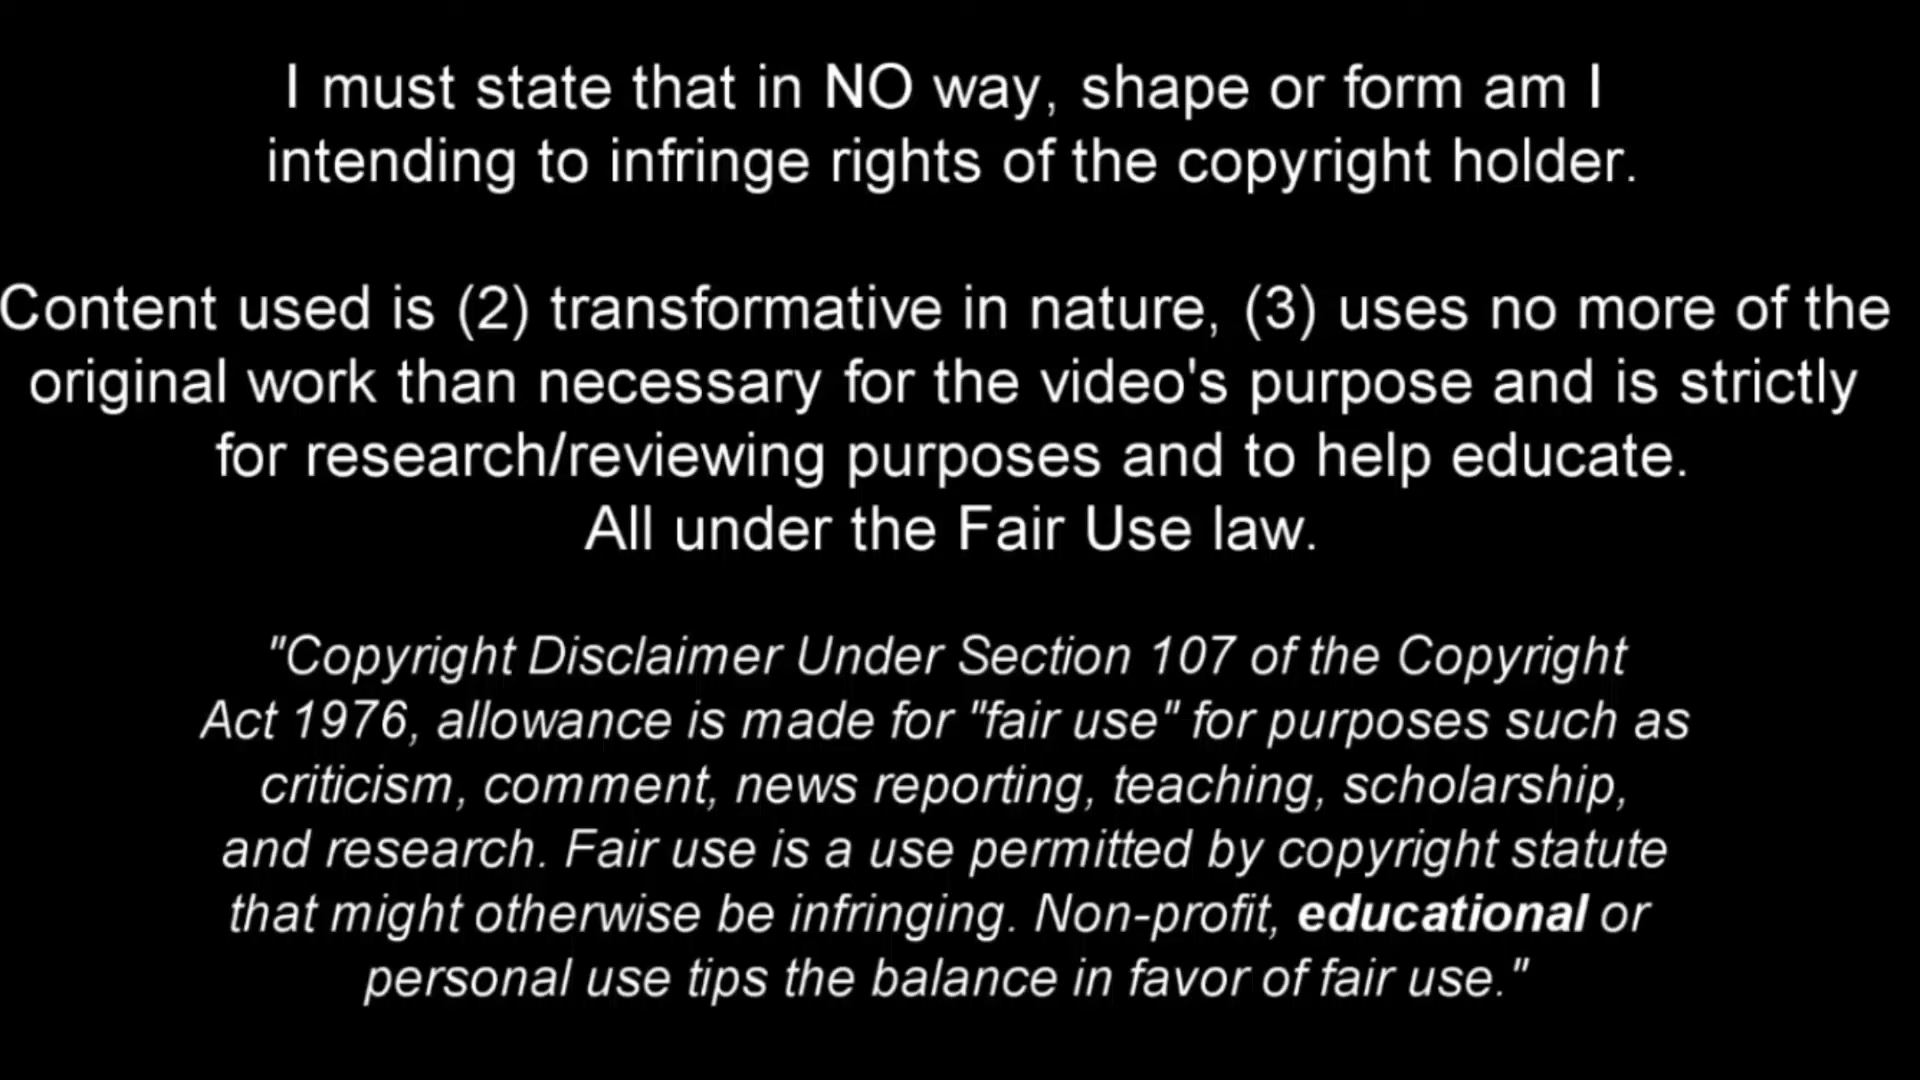 I must state that in NO way, shape or form am I
intending to infringe rights of the copyright holder.
Content used is (2) transformative in nature, (3) uses no more of the
original work than necessary for the video's purpose and is strictly
for research/reviewing purposes and to help educate.
All under the Fair Use law.
"Copyright Disclaimer Under Section 107 of the Copyright
Act 1976, allowance is made for "fair use" for purposes such as
criticism, comment, news reporting, teaching, scholarship,
and research. Fair use is a use permitted by copyright statute
that might otherwise be infringing. Non-profit, educational or
personal use tips the balance in favor of fair use."